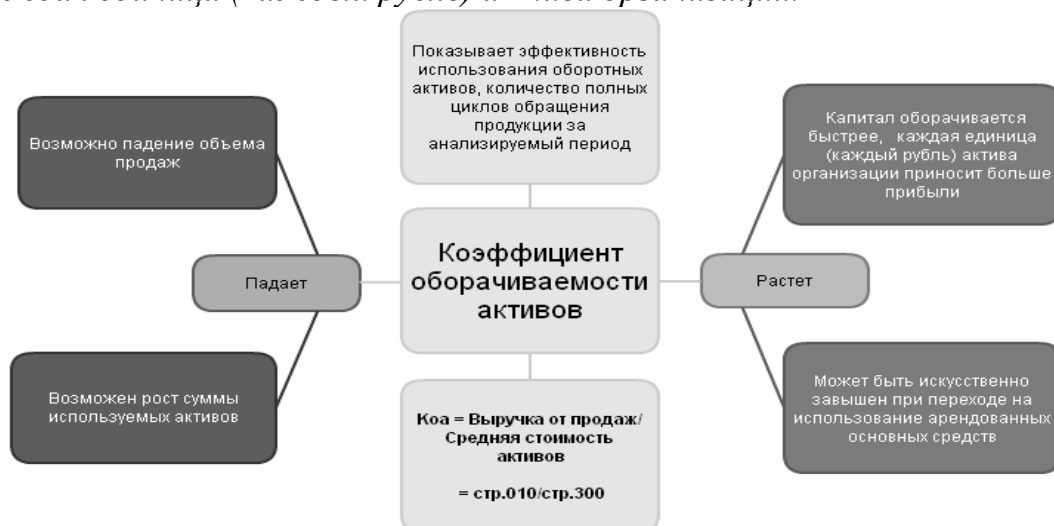 Показывает эффективность
использования оборотных
активов, количество полных
циклов обращения
продукции за
анализируемый период
Возможно падение объема
продаж
Капитал оборачивается
быстрее, каждая единица
(каждый рубль) актива
организации приносит больше
прибыли
Падает
Коэффициент
оборачиваемости
активов
Растет
Возможен рост суммы
используемых активов
Коа = Выручка от продаж/
Средняя стоимость
активов
= стр.010/стр.300
Может быть искусственно
завышен при переходе на
использование арендованных
основных средств